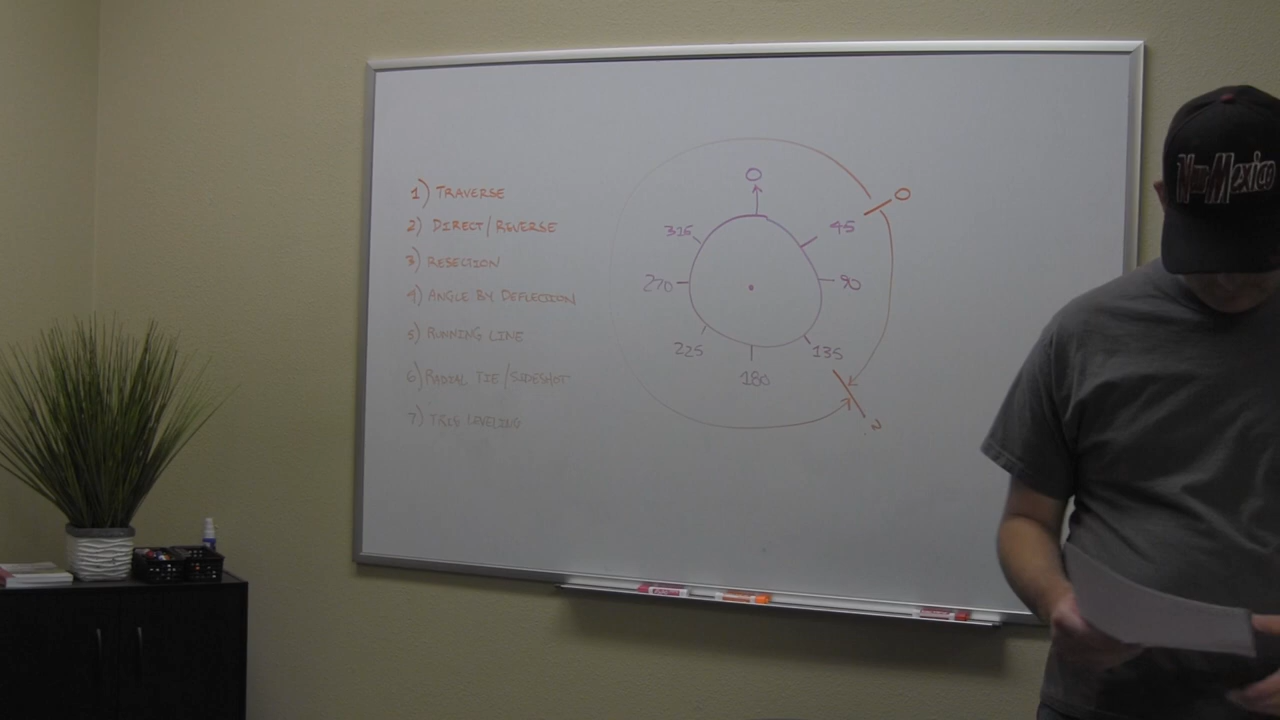 1) TRAVERSE
2) DIRECT/REVERSE
3) RESECTION
4) ANGLE BY DEFLECTION
5) RUNNING LINE
6) RADIAL TIE/SIDESHOT
7) TRIG LEVELING
0
0
315
45
270
90
225
135
180
2
New Mexico